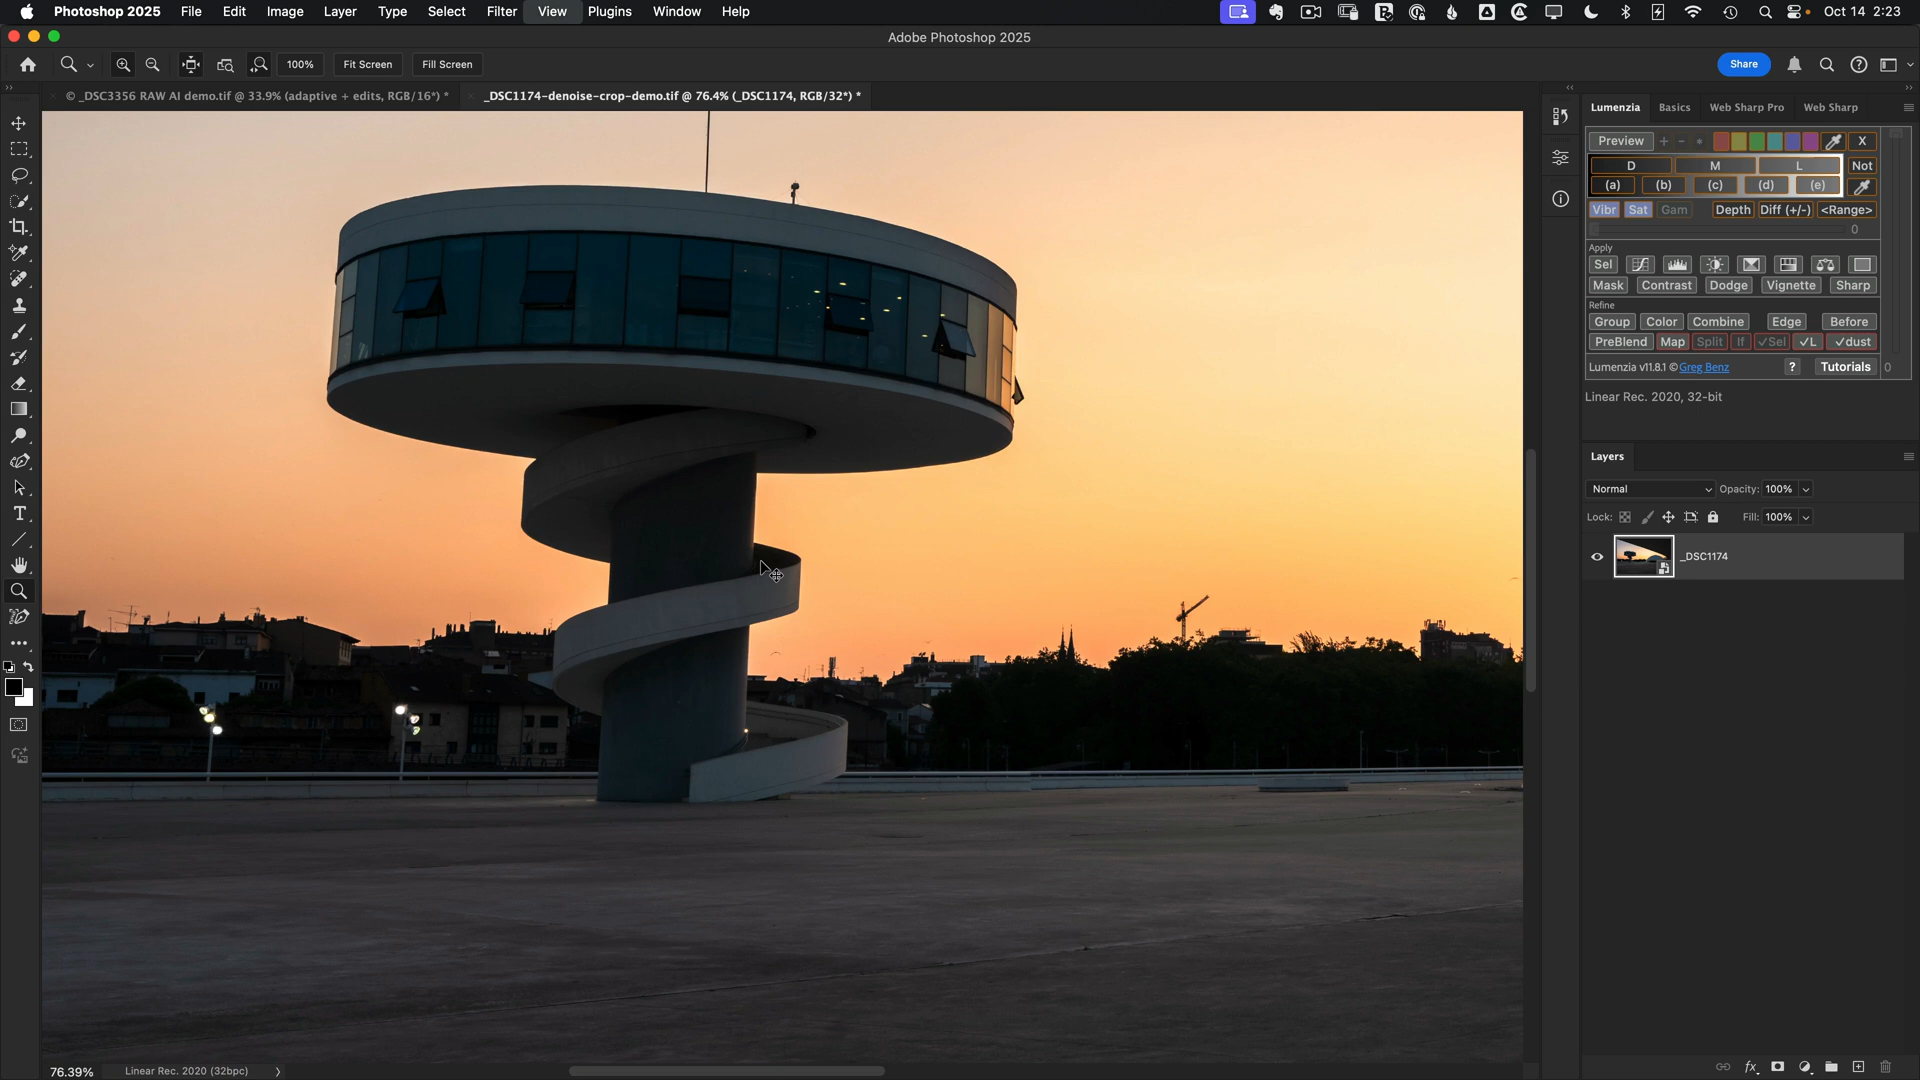 Photoshop 2025 File Edit Image Layer Type Select Filter View Plugins Window Help Oct 14 2:23
Adobe Photoshop 2025
100% Fit Screen Fill Screen Share
© _DSC3356 RAW AI demo.tif @ 33.9% (adaptive + edits, RGB/16*) * _DSC1174-denoise-crop-demo.tif @ 76.4% (_DSC1174, RGB/32*) *
Lumenzia Basics Web Sharp Pro Web Sharp
Preview + - * X
D M L Not
(a) (b) (c) (d) (e)
Vibr Sat Gam Depth Diff (+/-) <Range>
0
Apply
Sel
Mask Contrast Dodge Vignette Sharp
Refine
Group Color Combine Edge Before
PreBlend Map Split If ✓Sel ✓L ✓dust
Lumenzia v11.8.1 © Greg Benz ? Tutorials 0
Linear Rec. 2020, 32-bit
Layers
Normal Opacity: 100%
Lock: Fill: 100%
_DSC1174
76.39% Linear Rec. 2020 (32bpc)
fx